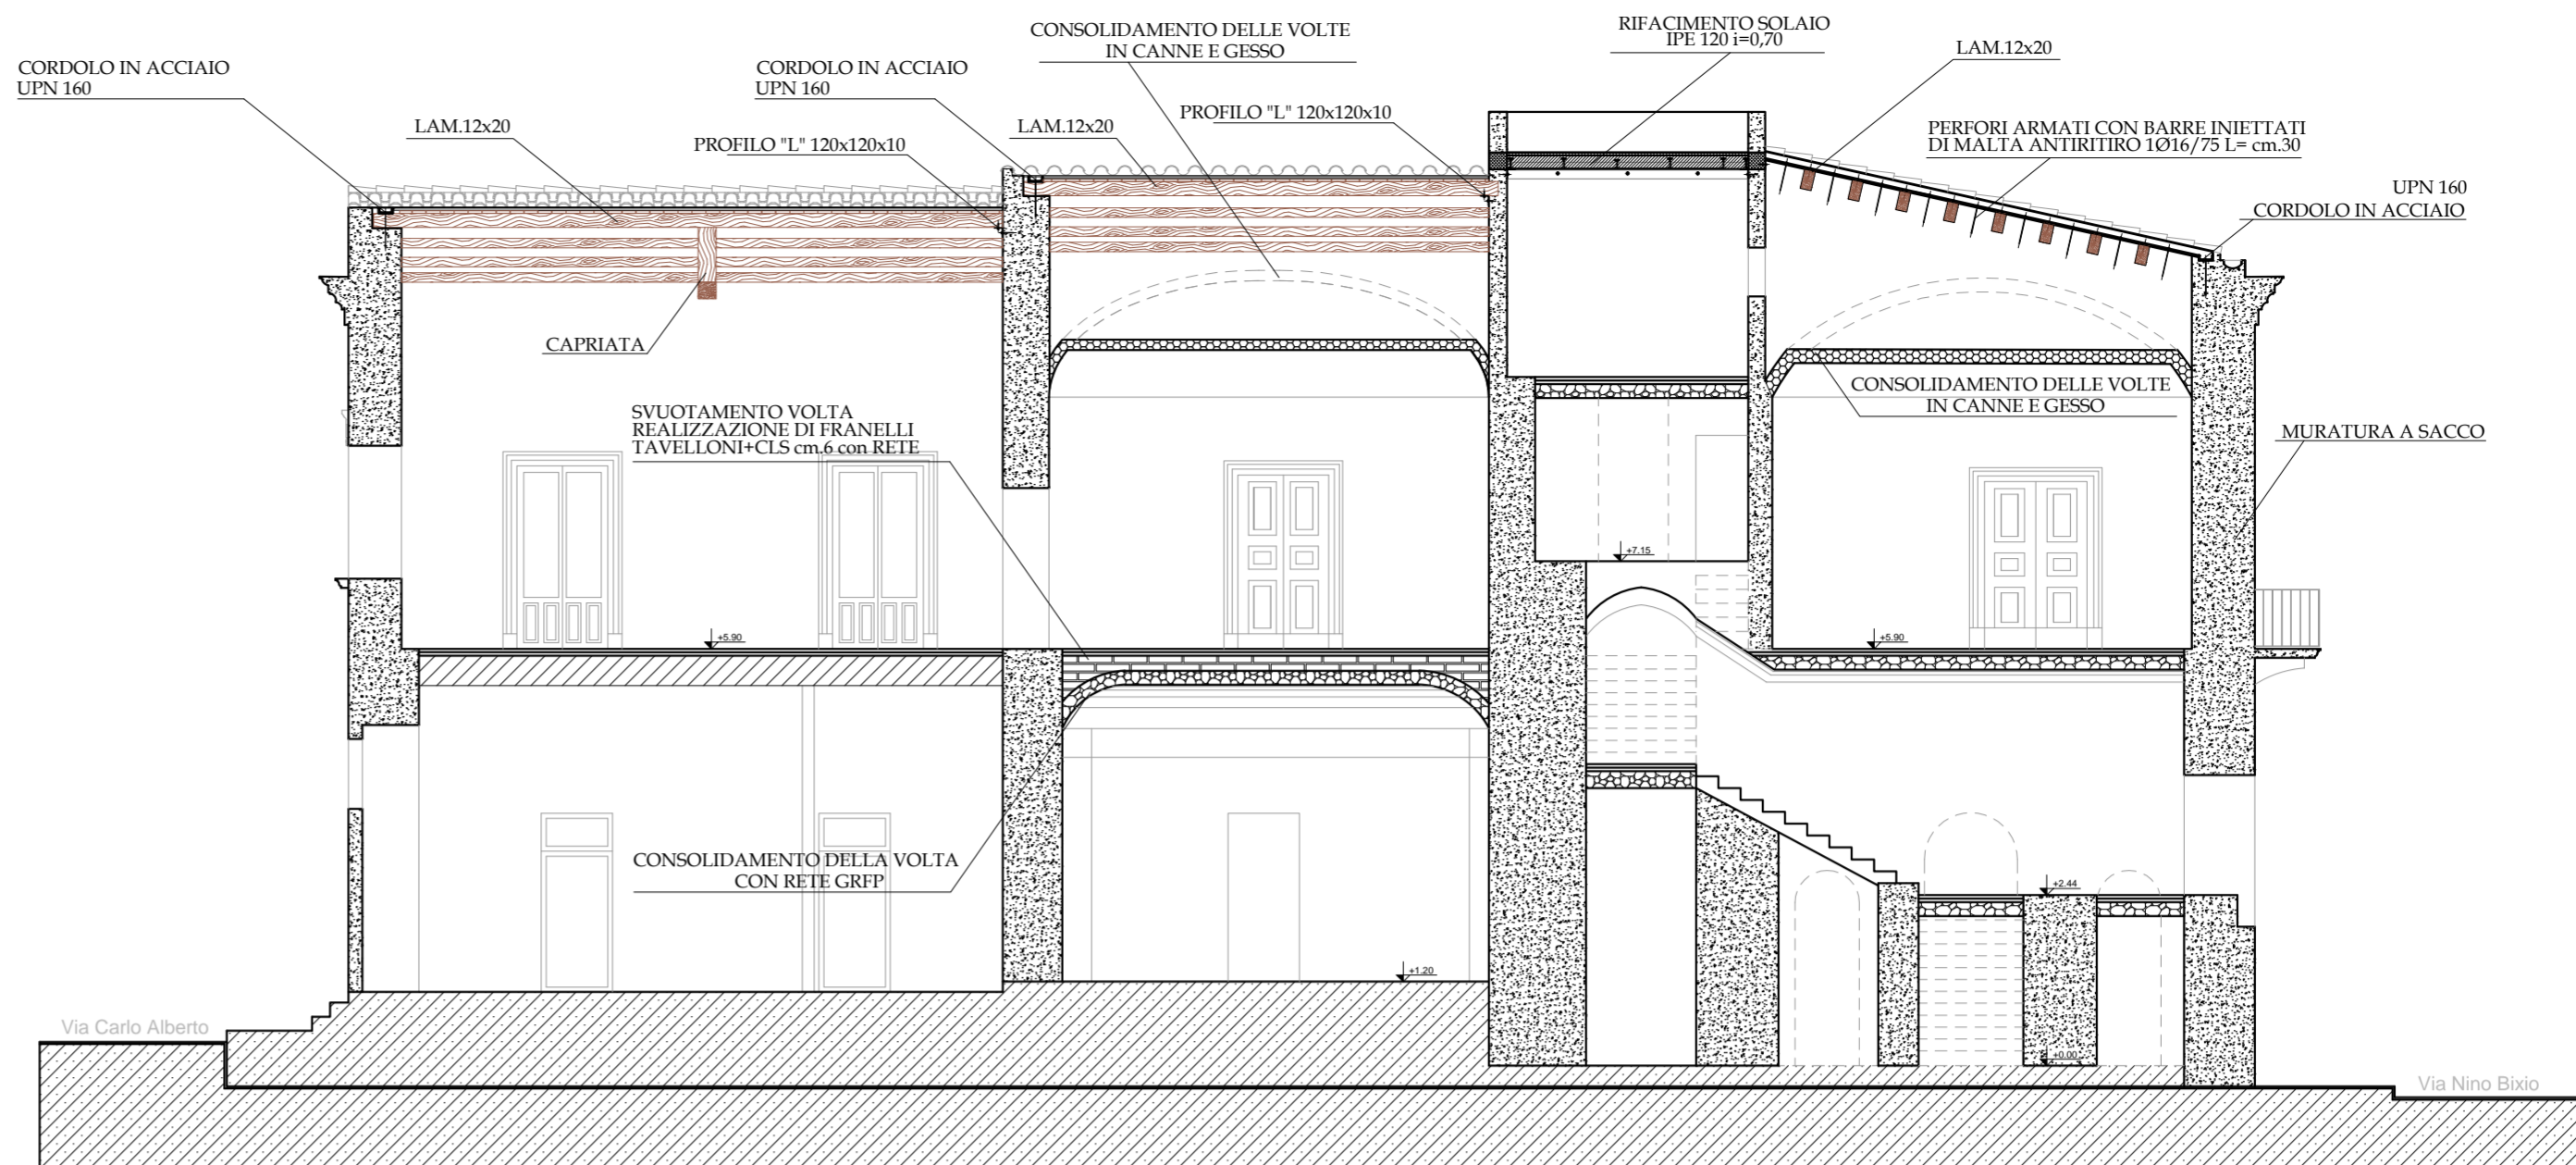 CONSOLIDAMENTO DELLE VOLTE
IN CANNE E GESSO
RIFACIMENTO SOLAIO
IPE 120 i=0,70
LAM.12x20
CORDOLO IN ACCIAIO
UPN 160
CORDOLO IN ACCIAIO
UPN 160
LAM.12x20
PROFILO "L" 120x120x10
LAM.12x20
PROFILO "L" 120x120x10
PERFORI ARMATI CON BARRE INIETTATI
DI MALTA ANTIRITIRO 1Ø16/75 L= cm.30
UPN 160
CORDOLO IN ACCIAIO
CAPRIATA
CONSOLIDAMENTO DELLE VOLTE
IN CANNE E GESSO
SVUOTAMENTO VOLTA
REALIZZAZIONE DI FRANELLI
TAVELLONI+CLS cm.6 con RETE
MURATURA A SACCO
+7.15
+5.90
+5.90
CONSOLIDAMENTO DELLA VOLTA
CON RETE GRFP
+2.44
+1.20
+0.00
Via Carlo Alberto
Via Nino Bixio